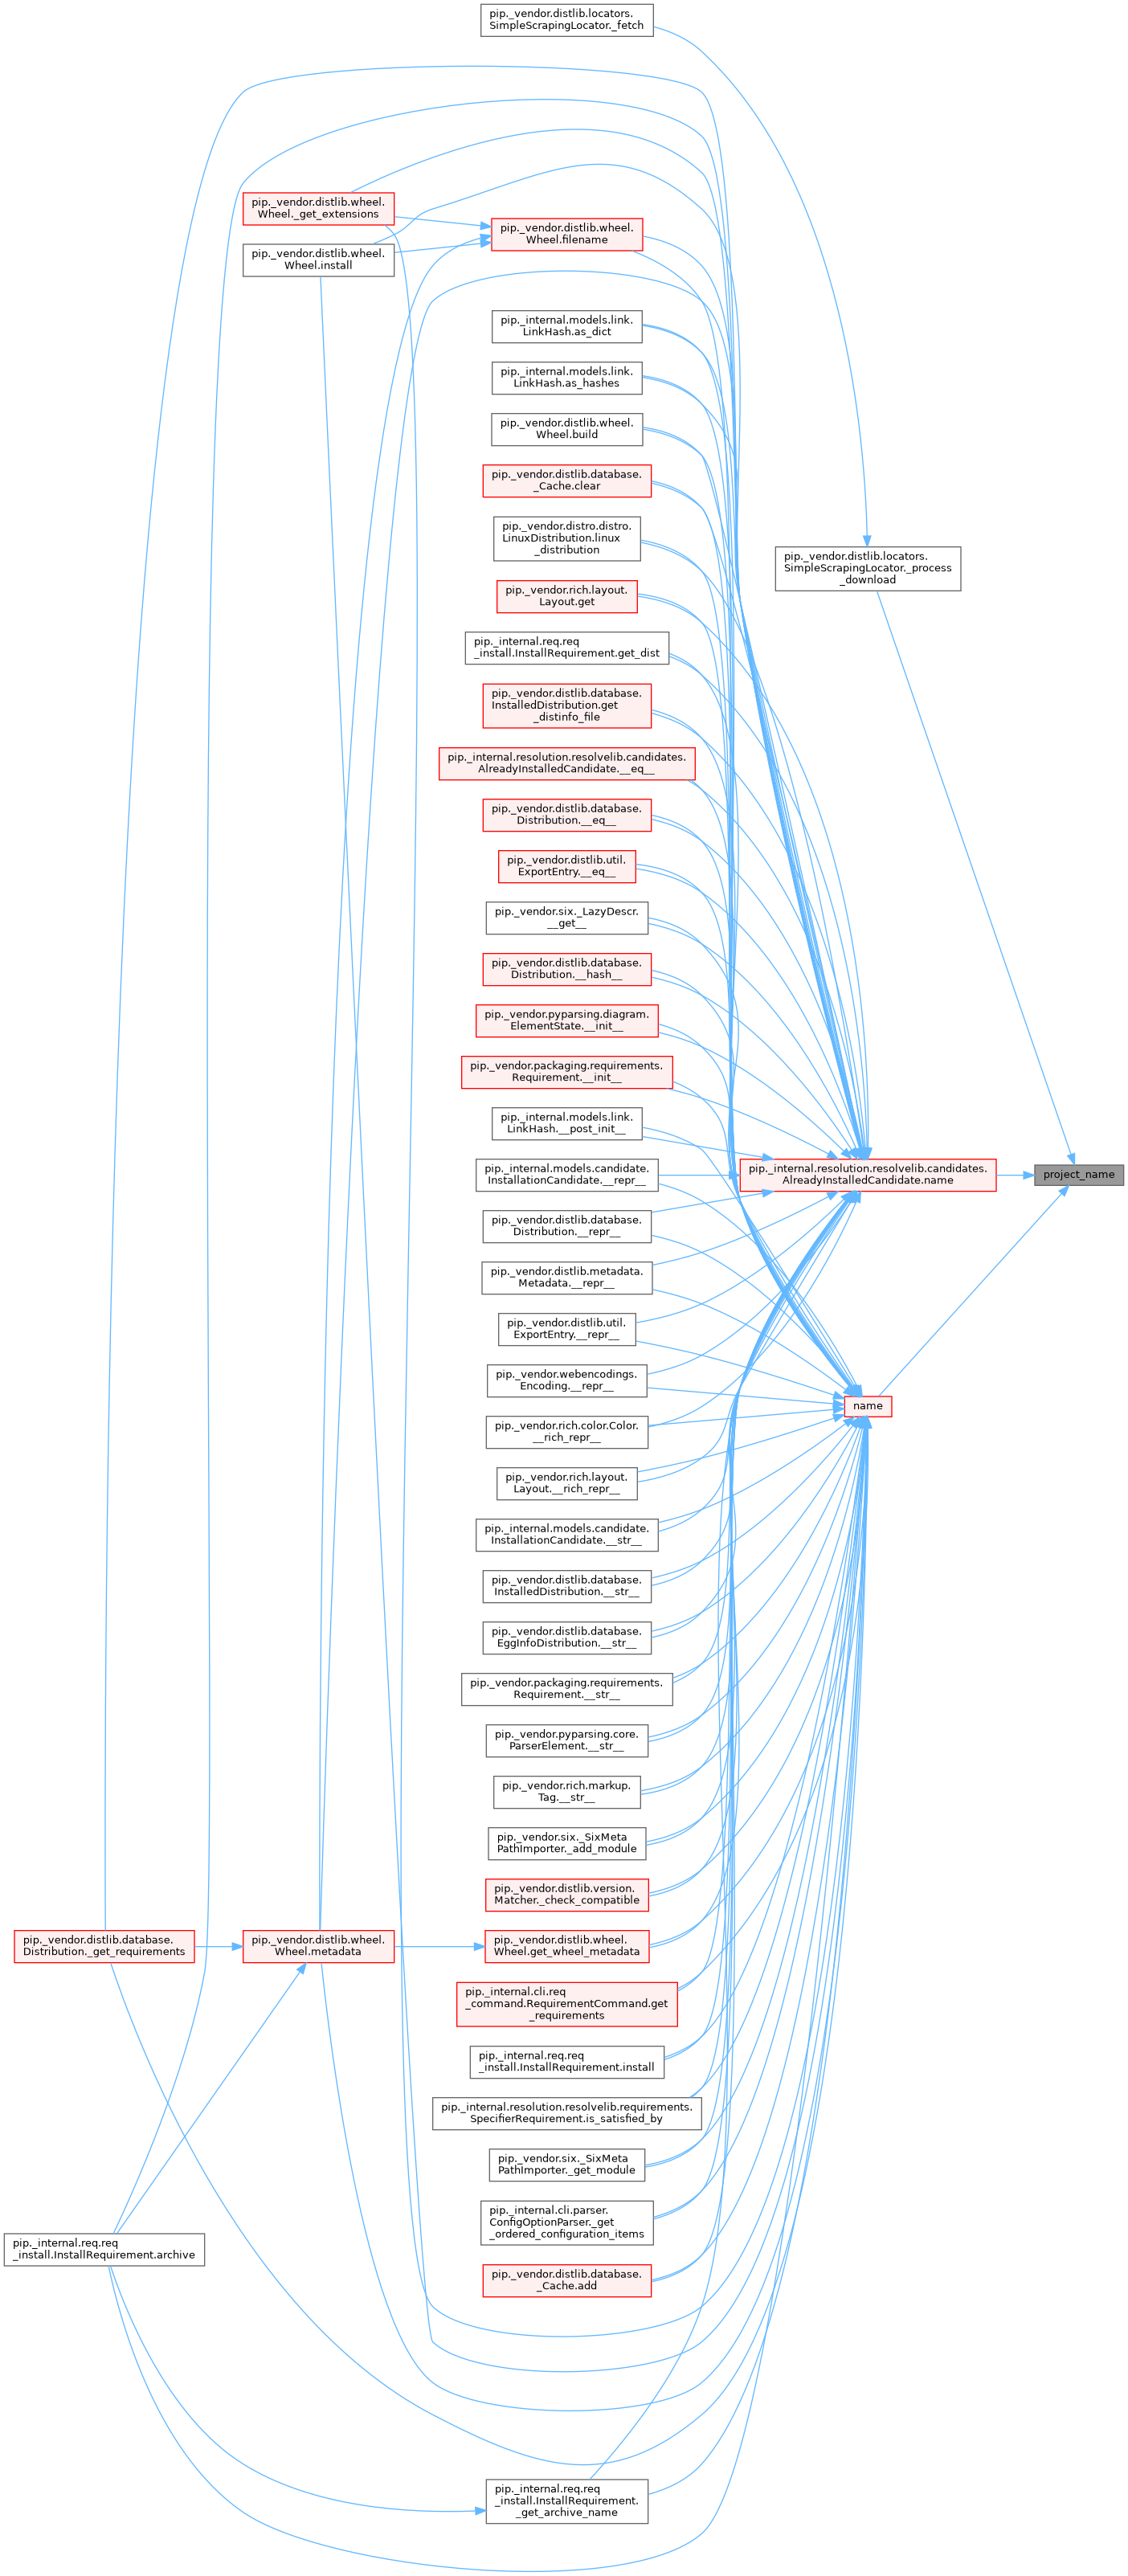 pip._vendor.distlib.locators.
SimpleScrapingLocator._fetch
pip._vendor.distlib.wheel.
Wheel._get_extensions
pip._vendor.distlib.wheel.
Wheel.filename
pip._vendor.distlib.wheel.
Wheel.install
pip._internal.models.link.
LinkHash.as_dict
pip._internal.models.link.
LinkHash.as_hashes
pip._vendor.distlib.wheel.
Wheel.build
pip._vendor.distlib.database.
_Cache.clear
pip._vendor.distro.distro.
LinuxDistribution.linux
_distribution
pip._vendor.distlib.locators.
SimpleScrapingLocator._process
_download
pip._vendor.rich.layout.
Layout.get
pip._internal.req.req
_install.InstallRequirement.get_dist
pip._vendor.distlib.database.
InstalledDistribution.get
_distinfo_file
pip._internal.resolution.resolvelib.candidates.
AlreadyInstalledCandidate.__eq__
pip._vendor.distlib.database.
Distribution.__eq__
pip._vendor.distlib.util.
ExportEntry.__eq__
pip._vendor.six._LazyDescr.
__get__
pip._vendor.distlib.database.
Distribution.__hash__
pip._vendor.pyparsing.diagram.
ElementState.__init__
pip._vendor.packaging.requirements.
Requirement.__init__
pip._internal.models.link.
LinkHash.__post_init__
pip._internal.models.candidate.
InstallationCandidate.__repr__
pip._internal.resolution.resolvelib.candidates.
AlreadyInstalledCandidate.name
project_name
pip._vendor.distlib.database.
Distribution.__repr__
pip._vendor.distlib.metadata.
Metadata.__repr__
pip._vendor.distlib.util.
ExportEntry.__repr__
pip._vendor.webencodings.
Encoding.__repr__
name
pip._vendor.rich.color.Color.
__rich_repr__
pip._vendor.rich.layout.
Layout.__rich_repr__
pip._internal.models.candidate.
InstallationCandidate.__str__
pip._vendor.distlib.database.
InstalledDistribution.__str__
pip._vendor.distlib.database.
EggInfoDistribution.__str__
pip._vendor.packaging.requirements.
Requirement.__str__
pip._vendor.pyparsing.core.
ParserElement.__str__
pip._vendor.rich.markup.
Tag.__str__
pip._vendor.six._SixMeta
PathImporter._add_module
pip._vendor.distlib.version.
Matcher._check_compatible
pip._vendor.distlib.database.
Distribution._get_requirements
pip._vendor.distlib.wheel.
Wheel.metadata
pip._vendor.distlib.wheel.
Wheel.get_wheel_metadata
pip._internal.cli.req
_command.RequirementCommand.get
_requirements
pip._internal.req.req
_install.InstallRequirement.install
pip._internal.resolution.resolvelib.requirements.
SpecifierRequirement.is_satisfied_by
pip._vendor.six._SixMeta
PathImporter._get_module
pip._internal.cli.parser.
ConfigOptionParser._get
_ordered_configuration_items
pip._internal.req.req
_install.InstallRequirement.archive
pip._vendor.distlib.database.
_Cache.add
pip._internal.req.req
_install.InstallRequirement.
_get_archive_name